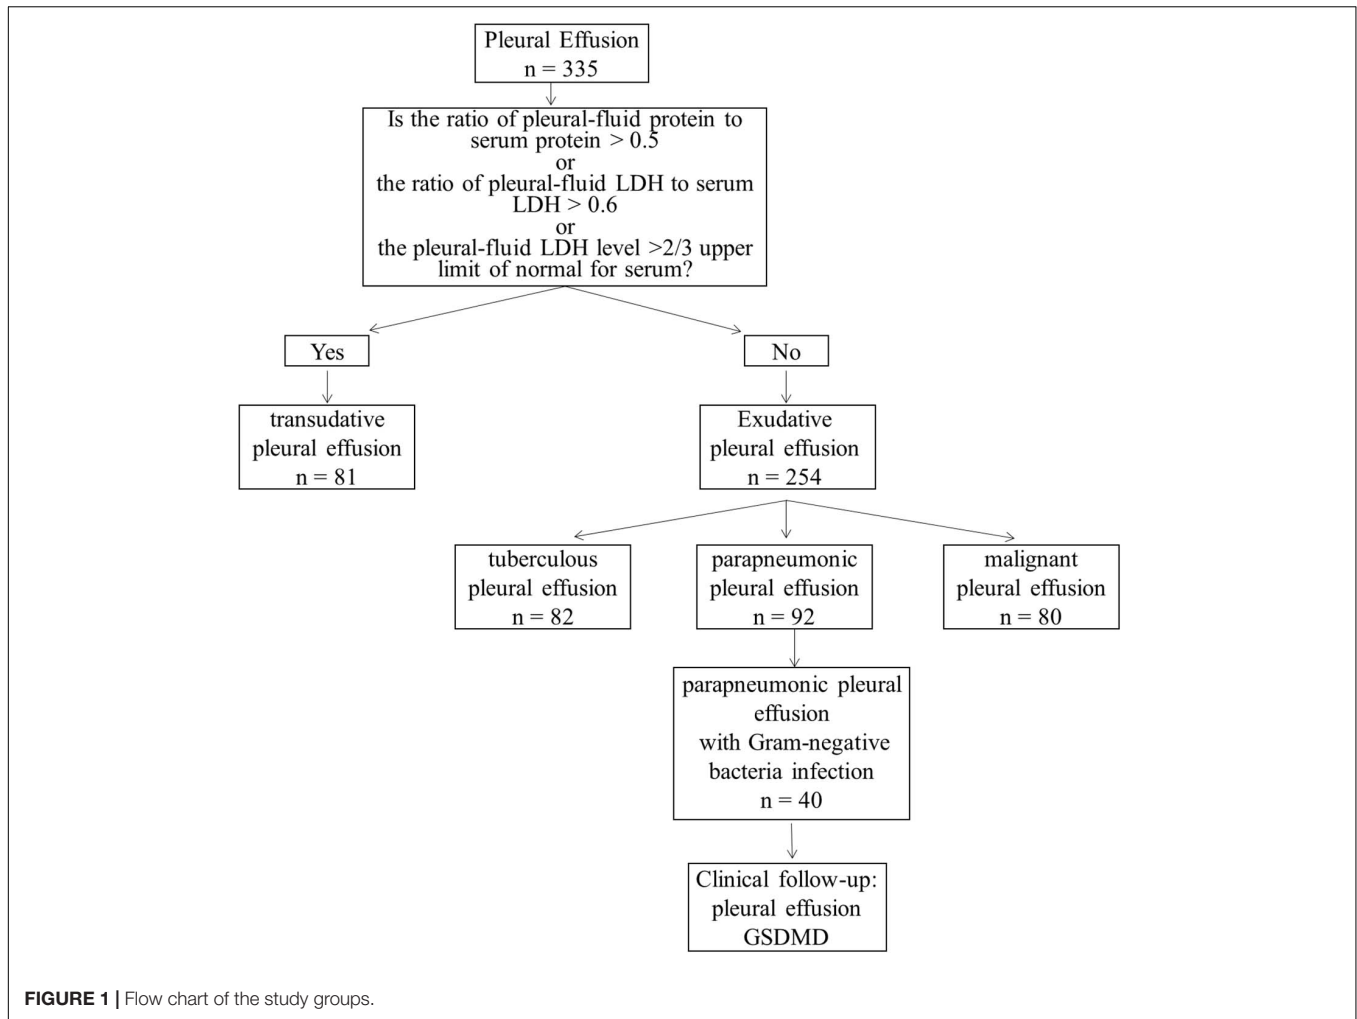 Pleural Effusion
n = 335
Is the ratio of pleural-fluid protein to
serum protein > 0.5
or
the ratio of pleural-fluid LDH to serum
LDH > 0.6
or
the pleural-fluid LDH level >2/3 upper
limit of normal for serum?
Yes
No
transudative
pleural effusion
n = 81
Exudative
pleural effusion
n = 254
tuberculous
pleural effusion
n = 82
parapneumonic
pleural effusion
n = 92
malignant
pleural effusion
n = 80
parapneumonic pleural
effusion
with Gram-negative
bacteria infection
n = 40
Clinical follow-up:
pleural effusion
GSDMD
FIGURE 1 | Flow chart of the study groups.